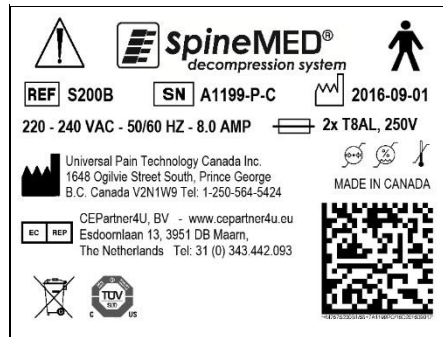 SpineMED®
decompression system
REF S200B SN A1199-P-C 2016-09-01
220 - 240 VAC - 50/60 HZ - 8.0 AMP 2x T8AL, 250V
Universal Pain Technology Canada Inc.
1648 Ogilvie Street South, Prince George
B.C. Canada V2N1W9 Tel: 1-250-564-5424
MADE IN CANADA
EC REP
CEPartner4U, BV - www.cepartner4u.eu
Esdoornlaan 13, 3951 DB Maarn,
The Netherlands Tel: 31 (0) 343.442.093
TÜV
SÜD
C US